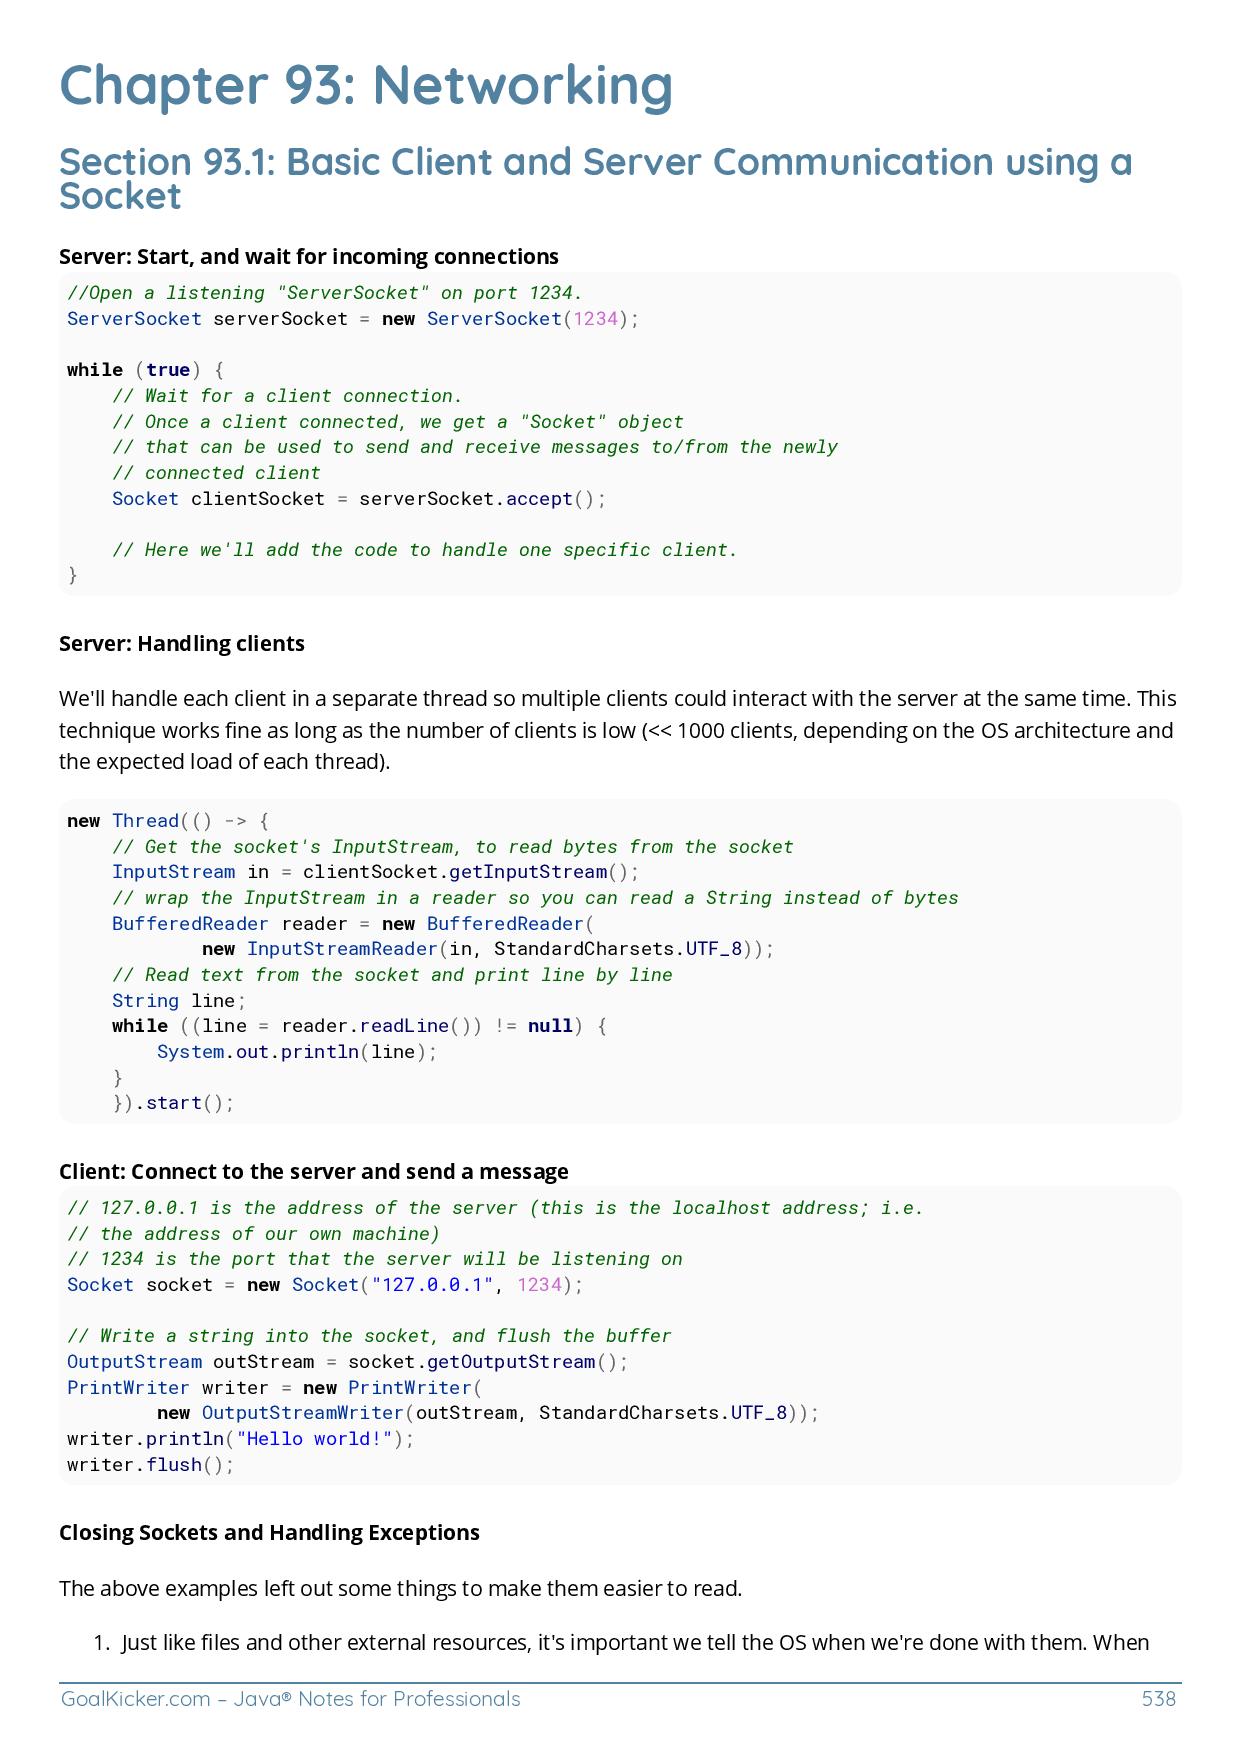 Chapter 93: Networking
Section 93.1: Basic Client and Server Communication using a
Socket
Server: Start, and wait for incoming connections
//Open a listening "ServerSocket" on port 1234.
ServerSocket serverSocket = new ServerSocket(1234);
while (true) {
    // Wait for a client connection.
    // Once a client connected, we get a "Socket" object
    // that can be used to send and receive messages to/from the newly
    // connected client
    Socket clientSocket = serverSocket.accept();
    // Here we'll add the code to handle one specific client.
}
Server: Handling clients
We'll handle each client in a separate thread so multiple clients could interact with the server at the same time. This
technique works fine as long as the number of clients is low (<< 1000 clients, depending on the OS architecture and
the expected load of each thread).
new Thread(() -> {
    // Get the socket's InputStream, to read bytes from the socket
    InputStream in = clientSocket.getInputStream();
    // wrap the InputStream in a reader so you can read a String instead of bytes
    BufferedReader reader = new BufferedReader(
            new InputStreamReader(in, StandardCharsets.UTF_8));
    // Read text from the socket and print line by line
    String line;
    while ((line = reader.readLine()) != null) {
        System.out.println(line);
    }
    }).start();
Client: Connect to the server and send a message
// 127.0.0.1 is the address of the server (this is the localhost address; i.e.
// the address of our own machine)
// 1234 is the port that the server will be listening on
Socket socket = new Socket("127.0.0.1", 1234);
// Write a string into the socket, and flush the buffer
OutputStream outStream = socket.getOutputStream();
PrintWriter writer = new PrintWriter(
        new OutputStreamWriter(outStream, StandardCharsets.UTF_8));
writer.println("Hello world!");
writer.flush();
Closing Sockets and Handling Exceptions
The above examples left out some things to make them easier to read.
1. Just like files and other external resources, it's important we tell the OS when we're done with them. When
GoalKicker.com – Java® Notes for Professionals 538